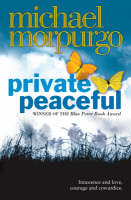 michael
morpurgo
private
peaceful
WINNER OF THE Blue Peter Book Award
Innocence and love,
courage and cowardice.